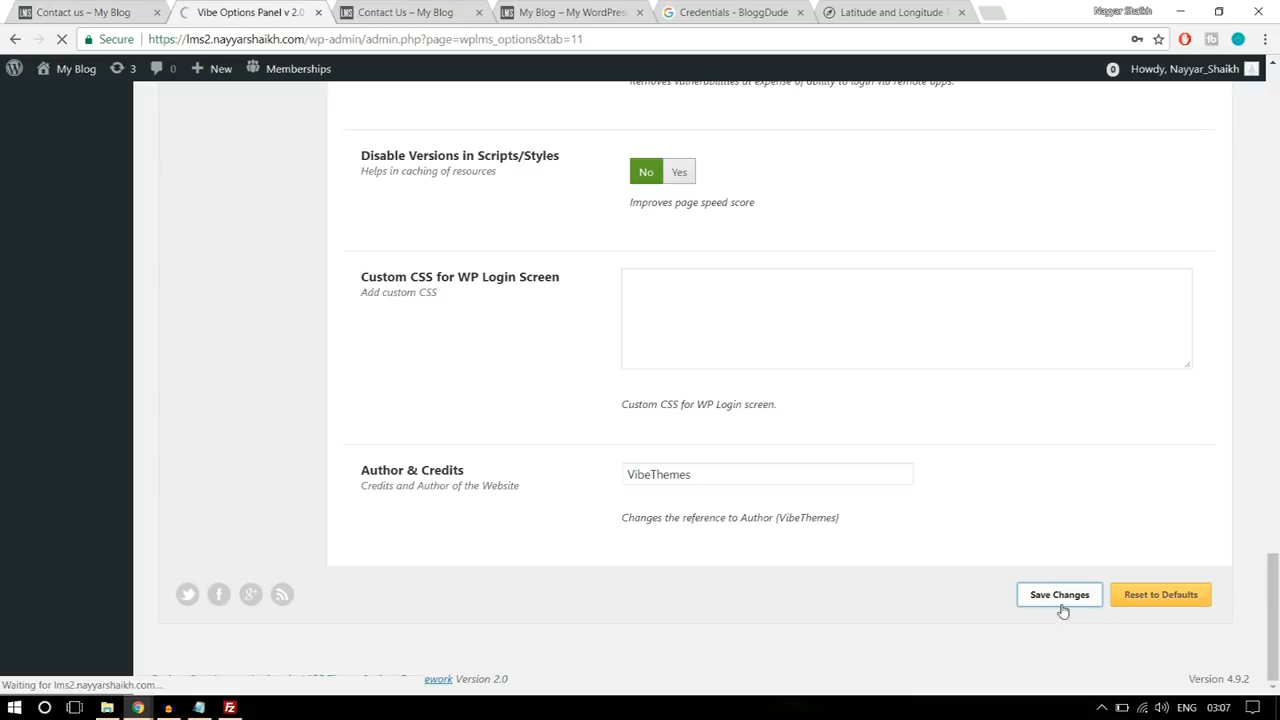 Contact us – My Blog
Vibe Options Panel v 2.0
Contact Us – My Blog
My Blog – My WordPress
Credentials - BloggDude
Latitude and Longitude
Nayyar Shaikh
Secure
https://lms2.nayyarshaikh.com/wp-admin/admin.php?page=wplms_options&tab=11
My Blog
3
0
New
Memberships
0
Howdy, Nayyar_Shaikh
Removes vulnerabilities at expense of ability to login via remote apps.
Disable Versions in Scripts/Styles
Helps in caching of resources
No
Yes
Improves page speed score
Custom CSS for WP Login Screen
Add custom CSS
Custom CSS for WP Login screen.
Author & Credits
Credits and Author of the Website
VibeThemes
Changes the reference to Author {VibeThemes}
Save Changes
Reset to Defaults
Waiting for lms2.nayyarshaikh.com...
ework Version 2.0
Version 4.9.2
ENG
03:07